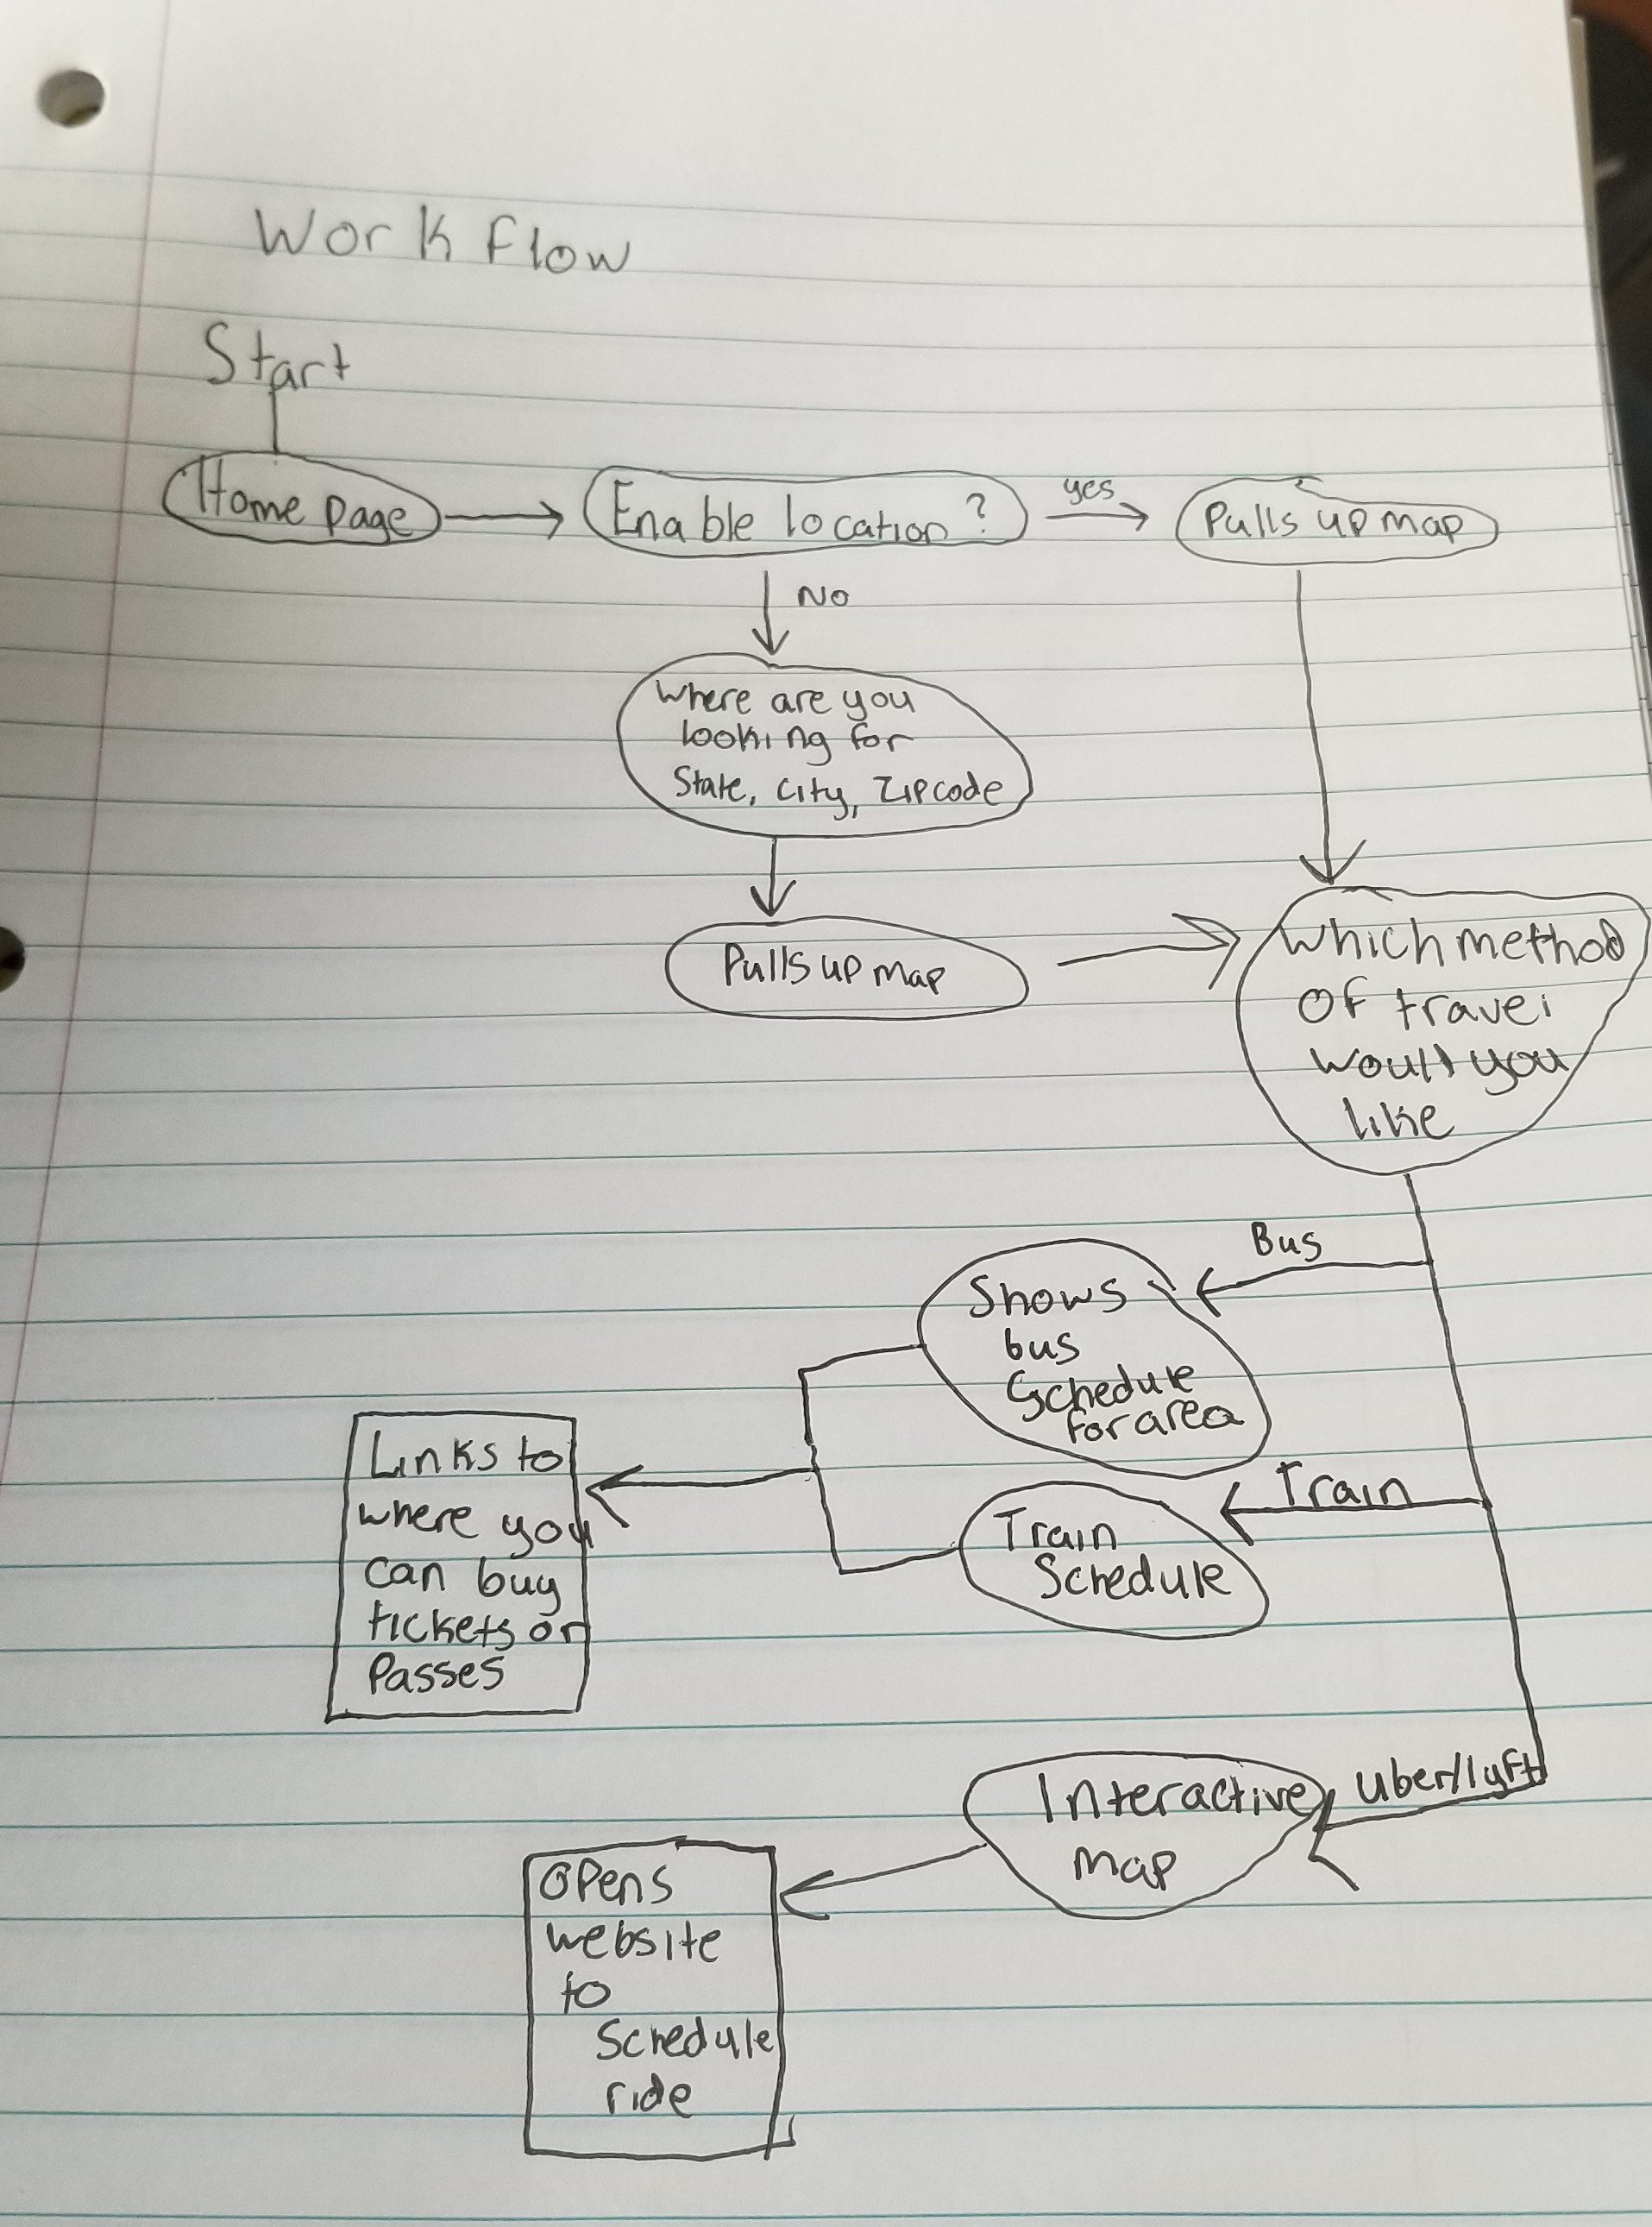 Work Flow
Start
Home page
Enable location?
yes
Pulls up map
No
Where are you
looking for
State, City, Zipcode
Pulls up map
Which method
of travel
would you
like
Bus
Shows
bus
Schedule
for area
Train
Train
Schedule
Links to
where you
can buy
tickets or
Passes
uber/lyft
Interactive
map
Opens
website
to
Schedule
ride